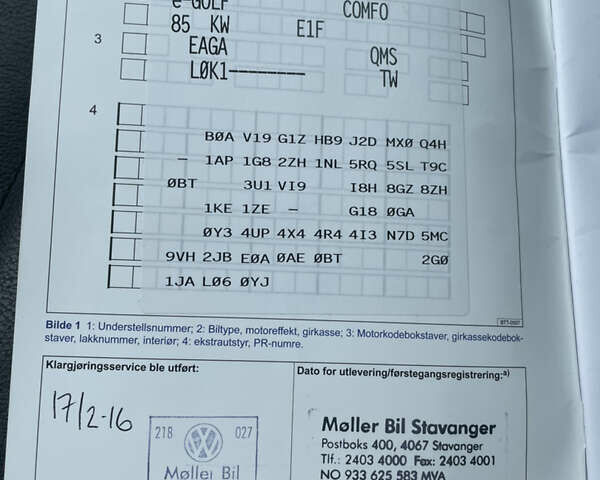 e-GOLF COMFO
85 KW E1F
3 EAGA QMS
LØK1-------- TW
4
BØA V19 G1Z HB9 J2D MXØ Q4H
- 1AP 1G8 2ZH 1NL 5RQ 5SL T9C
ØBT 3U1 VI9 I8H 8GZ 8ZH
1KE 1ZE - G18 ØGA
ØY3 4UP 4X4 4R4 4I3 N7D 5MC
9VH 2JB EØA ØAE ØBT 2GØ
1JA LØ6 ØYJ
Bilde 1 1: Understellsnummer; 2: Biltype, motoreffekt, girkasse; 3: Motorkodebokstaver, girkassekodebok-
staver, lakknummer, interiør; 4: ekstrautstyr, PR-numre.
Klargjøringsservice ble utført:
Dato for utlevering/førstegangsregistrering:a)
17/2-16
218 027
Møller Bil
Møller Bil Stavanger
Postboks 400, 4067 Stavanger
Tlf.: 2403 4000 Fax: 2403 4001
NO 933 625 583 MVA